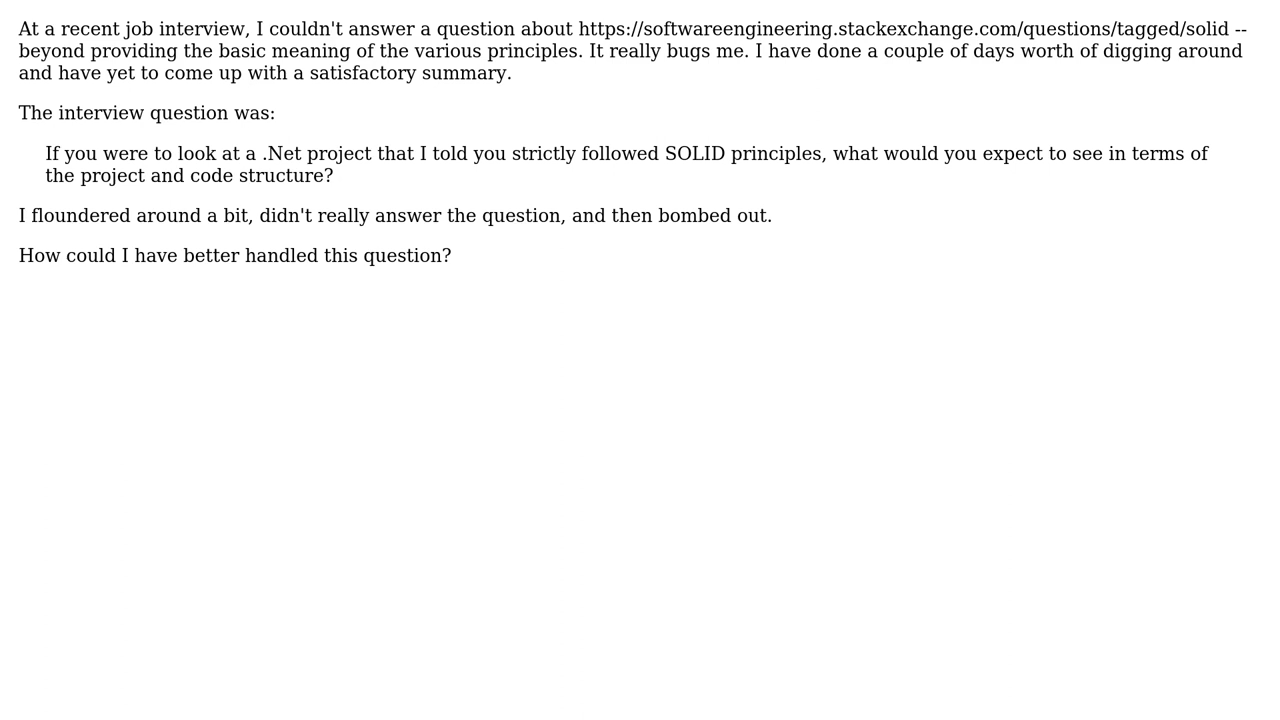 At a recent job interview, I couldn't answer a question about https://softwareengineering.stackexchange.com/questions/tagged/solid --
beyond providing the basic meaning of the various principles. It really bugs me. I have done a couple of days worth of digging around
and have yet to come up with a satisfactory summary.
The interview question was:
If you were to look at a .Net project that I told you strictly followed SOLID principles, what would you expect to see in terms of
the project and code structure?
I floundered around a bit, didn't really answer the question, and then bombed out.
How could I have better handled this question?